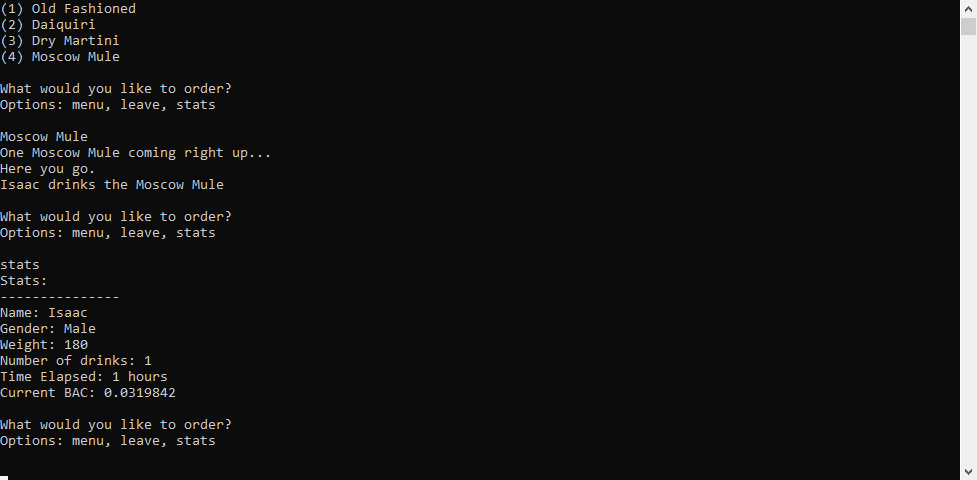 (1) Old Fashioned
(2) Daiquiri
(3) Dry Martini
(4) Moscow Mule
What would you like to order?
Options: menu, leave, stats
Moscow Mule
One Moscow Mule coming right up...
Here you go.
Isaac drinks the Moscow Mule
What would you like to order?
Options: menu, leave, stats
stats
Stats:
---------------
Name: Isaac
Gender: Male
Weight: 180
Number of drinks: 1
Time Elapsed: 1 hours
Current BAC: 0.0319842
What would you like to order?
Options: menu, leave, stats